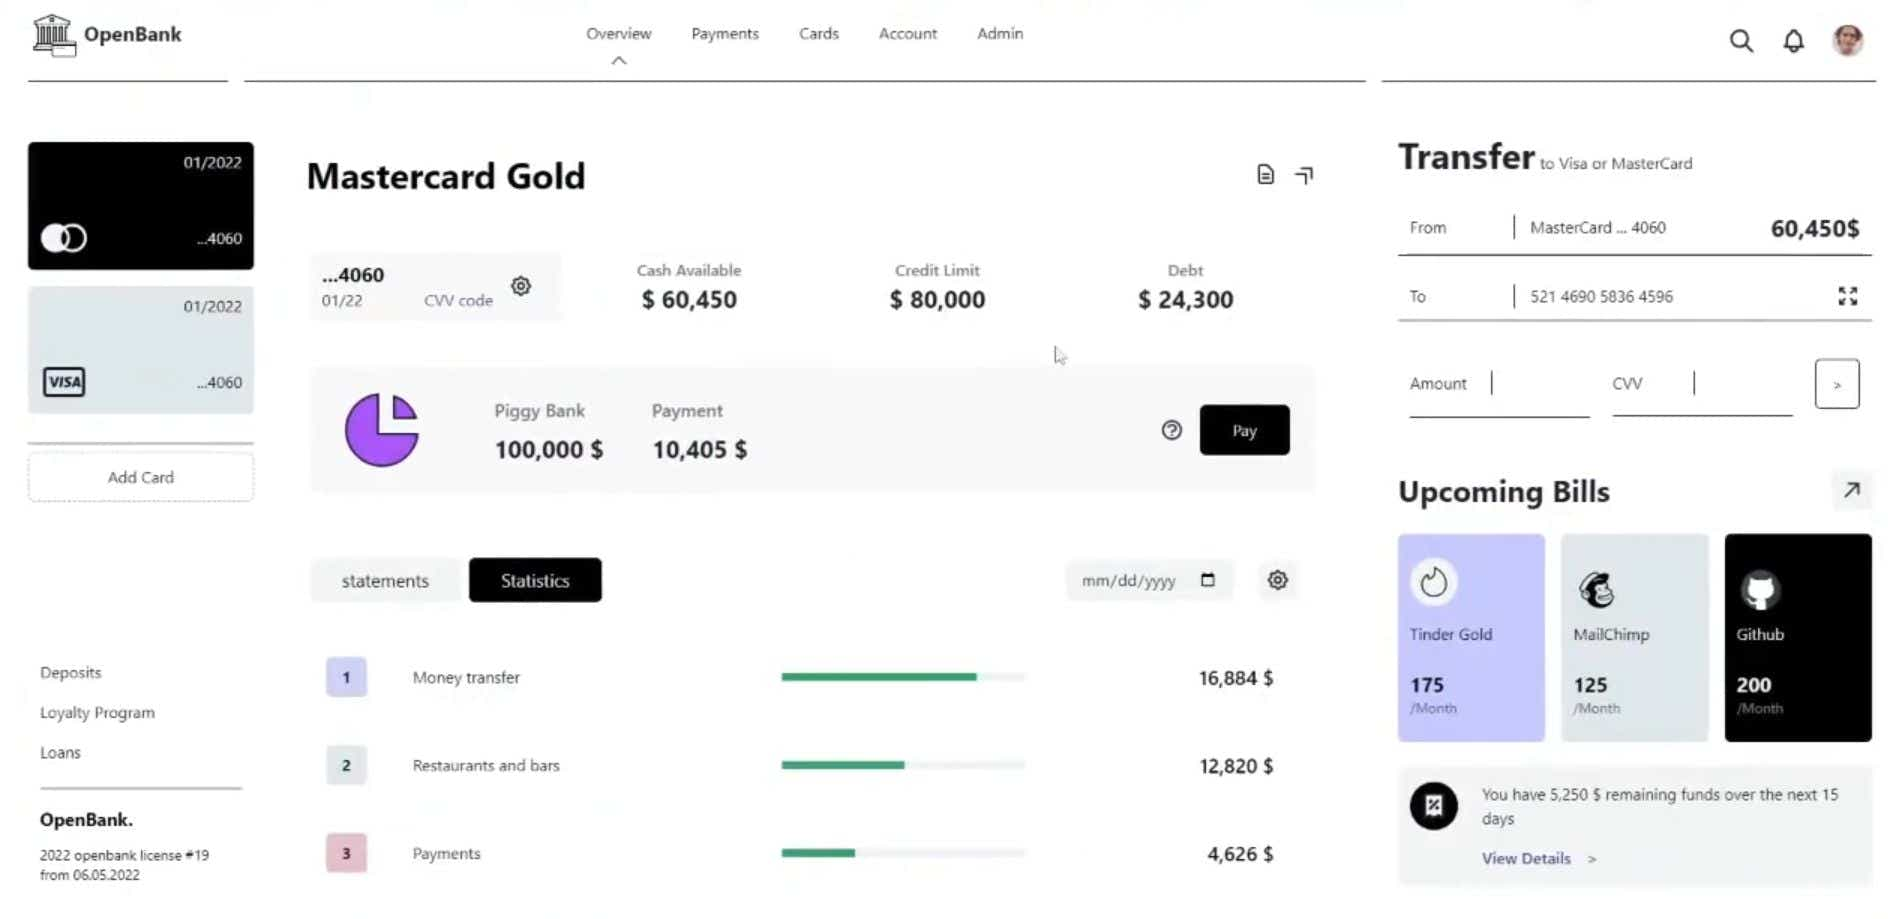 OpenBank
Overview
Payments
Cards
Account
Admin
01/2022
...4060
01/2022
VISA
...4060
Add Card
Deposits
Loyalty Program
Loans
OpenBank.
2022 openbank license #19
from 06.05.2022
Mastercard Gold
...4060
01/22
CVV code
Cash Available
$ 60,450
Credit Limit
$ 80,000
Debt
$ 24,300
Piggy Bank
100,000 $
Payment
10,405 $
Pay
statements
Statistics
mm/dd/yyyy
1
Money transfer
16,884 $
2
Restaurants and bars
12,820 $
3
Payments
4,626 $
Transfer to Visa or MasterCard
From
MasterCard ... 4060
60,450$
To
521 4690 5836 4596
Amount
CVV
>
Upcoming Bills
Tinder Gold
175
/Month
MailChimp
125
/Month
Github
200
/Month
You have 5,250 $ remaining funds over the next 15
days
View Details >